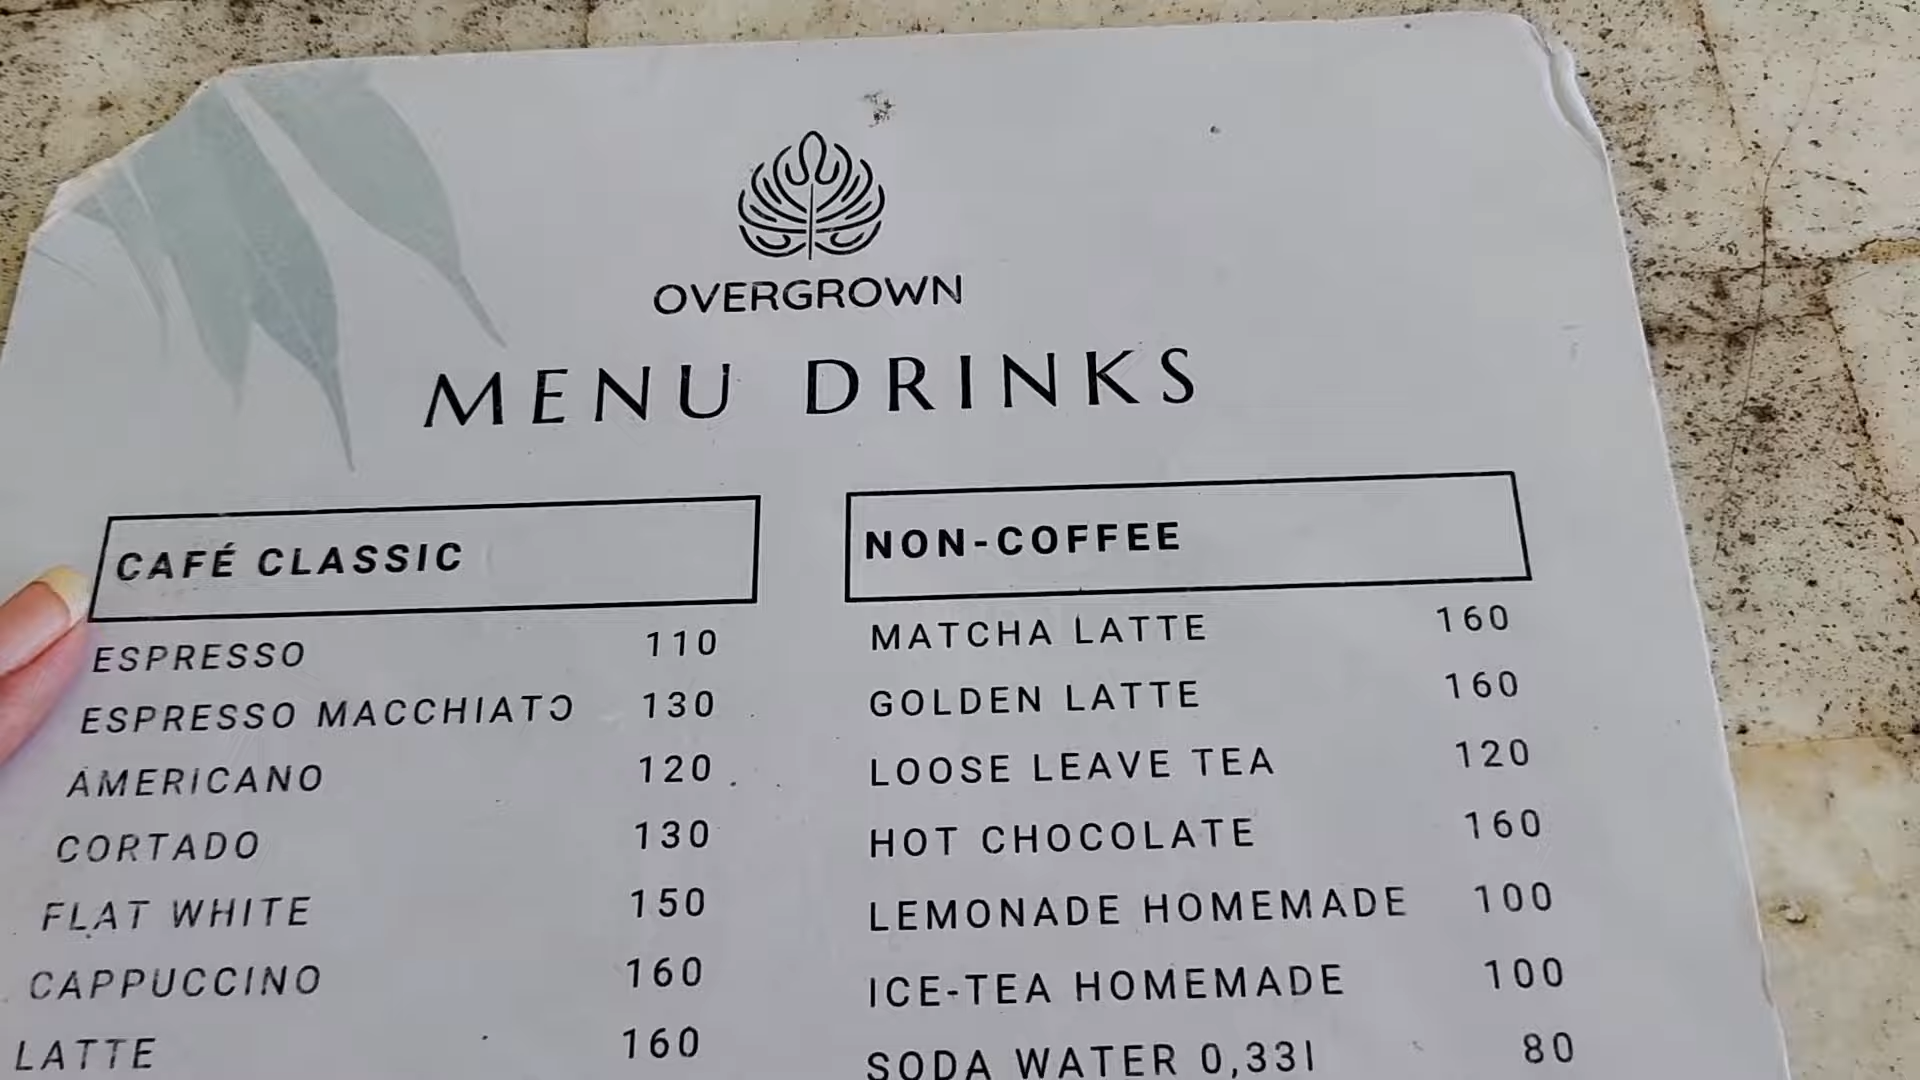 OVERGROWN
MENU DRINKS
CAFÉ CLASSIC
ESPRESSO 110
ESPRESSO MACCHIATO 130
AMERICANO 120
CORTADO 130
FLAT WHITE 150
CAPPUCCINO 160
LATTE 160
NON-COFFEE
MATCHA LATTE 160
GOLDEN LATTE 160
LOOSE LEAVE TEA 120
HOT CHOCOLATE 160
LEMONADE HOMEMADE 100
ICE-TEA HOMEMADE 100
SODA WATER 0,33l 80